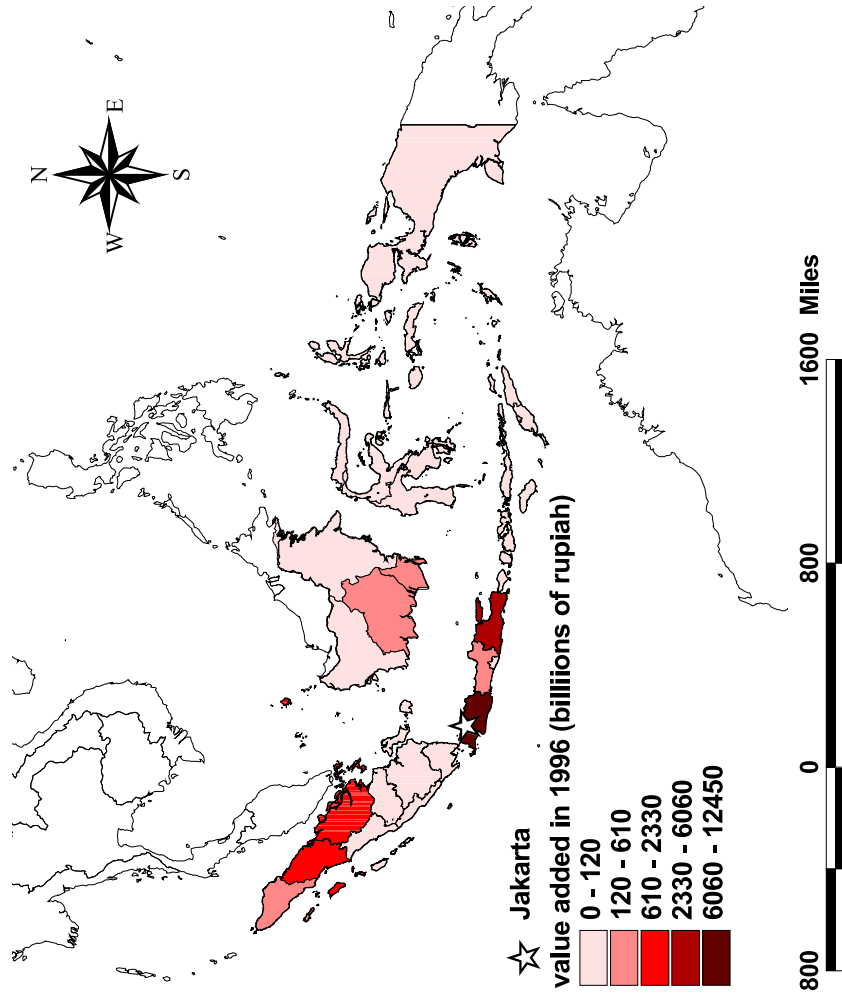 N
W E
S
Jakarta
value added in 1996 (billiions of rupiah)
0 - 120
120 - 610
610 - 2330
2330 - 6060
6060 - 12450
800 0 800 1600 Miles